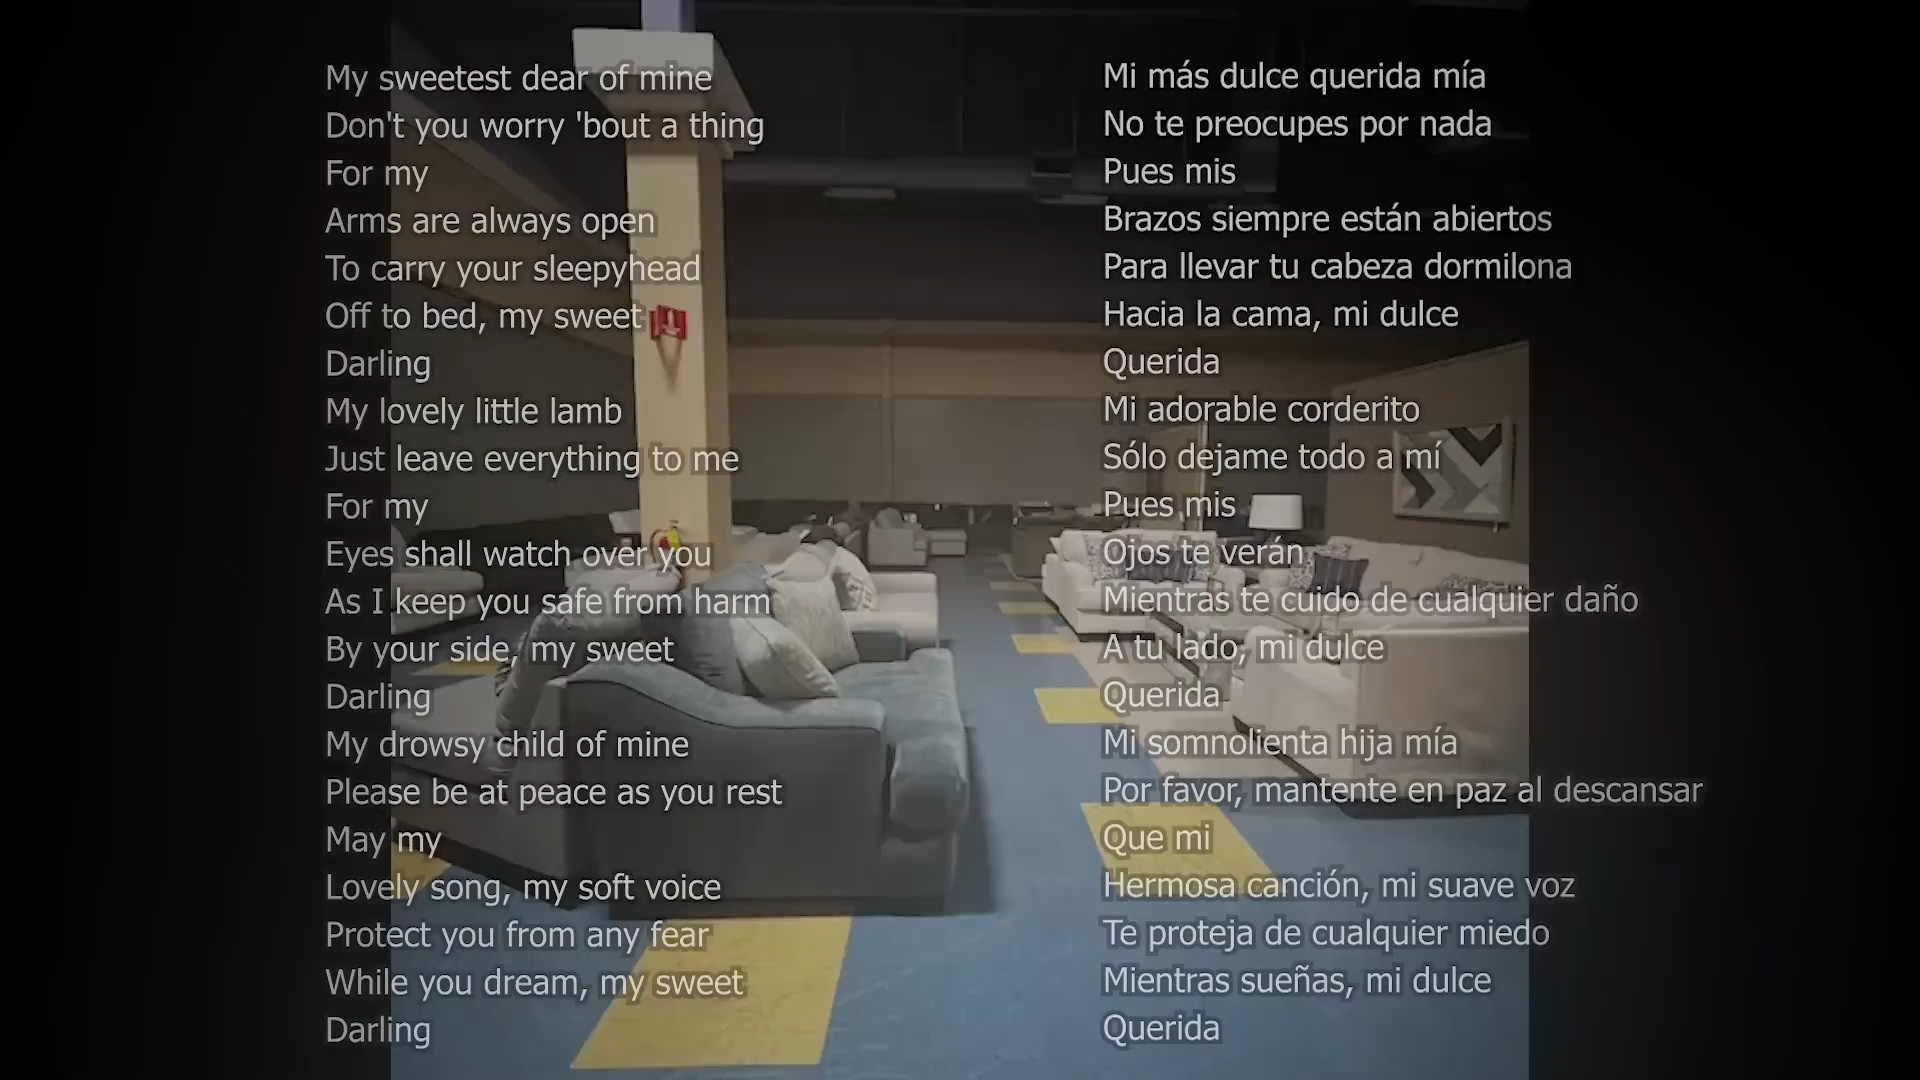 My sweetest dear of mine
Don't you worry 'bout a thing
For my
Arms are always open
To carry your sleepyhead
Off to bed, my sweet
Darling
My lovely little lamb
Just leave everything to me
For my
Eyes shall watch over you
As I keep you safe from harm
By your side, my sweet
Darling
My drowsy child of mine
Please be at peace as you rest
May my
Lovely song, my soft voice
Protect you from any fear
While you dream, my sweet
Darling
Mi más dulce querida mía
No te preocupes por nada
Pues mis
Brazos siempre están abiertos
Para llevar tu cabeza dormilona
Hacia la cama, mi dulce
Querida
Mi adorable corderito
Sólo dejame todo a mí
Pues mis
Ojos te verán
Mientras te cuido de cualquier daño
A tu lado, mi dulce
Querida
Mi somnolienta hija mía
Por favor, mantente en paz al descansar
Que mi
Hermosa canción, mi suave voz
Te proteja de cualquier miedo
Mientras sueñas, mi dulce
Querida